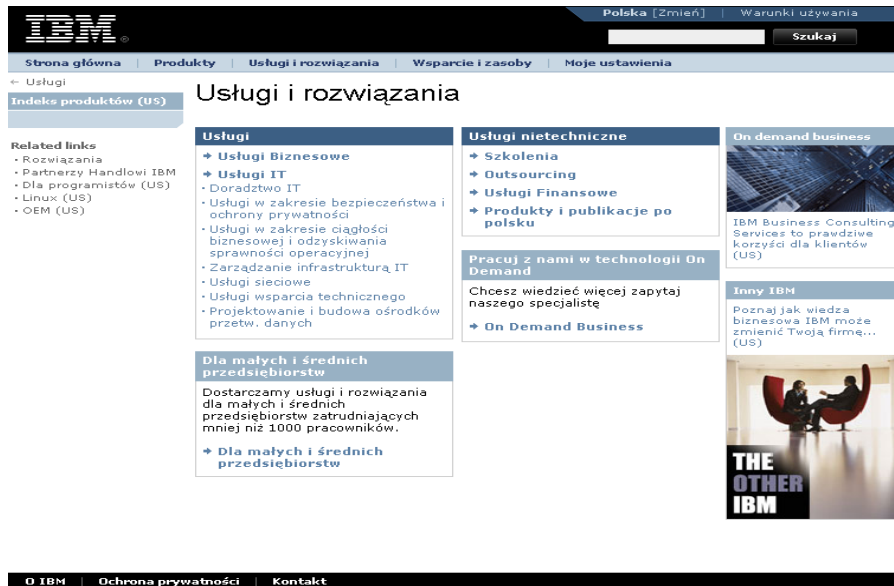 Polska [Zmień] | Warunki używania
IBM®
Szukaj
Strona główna | Produkty | Usługi i rozwiązania | Wsparcie i zasoby | Moje ustawienia
← Usługi
Indeks produktów (US)
Related links
· Rozwiązania
· Partnerzy Handlowi IBM
· Dla programistów (US)
· Linux (US)
· OEM (US)
Usługi i rozwiązania
Usługi
→ Usługi Biznesowe
→ Usługi IT
· Doradztwo IT
· Usługi w zakresie bezpieczeństwa i
ochrony prywatności
· Usługi w zakresie ciągłości
biznesowej i odzyskiwania
sprawności operacyjnej
· Zarządzanie infrastrukturą IT
· Usługi sieciowe
· Usługi wsparcia technicznego
· Projektowanie i budowa ośrodków
przetw. danych
Dla małych i średnich
przedsiębiorstw
Dostarczamy usługi i rozwiązania
dla małych i średnich
przedsiębiorstw zatrudniających
mniej niż 1000 pracowników.
→ Dla małych i średnich
przedsiębiorstw
Usługi nietechniczne
→ Szkolenia
→ Outsourcing
→ Usługi Finansowe
→ Produkty i publikacje po
polsku
Pracuj z nami w technologii On
Demand
Chcesz wiedzieć więcej zapytaj
naszego specjalistę
→ On Demand Business
On demand business
IBM Business Consulting
Services to prawdziwe
korzyści dla klientów
(US)
Inny IBM
Poznaj jak wiedza
biznesowa IBM może
zmienić Twoją firmę...
(US)
THE
OTHER
IBM
O IBM | Ochrona prywatności | Kontakt